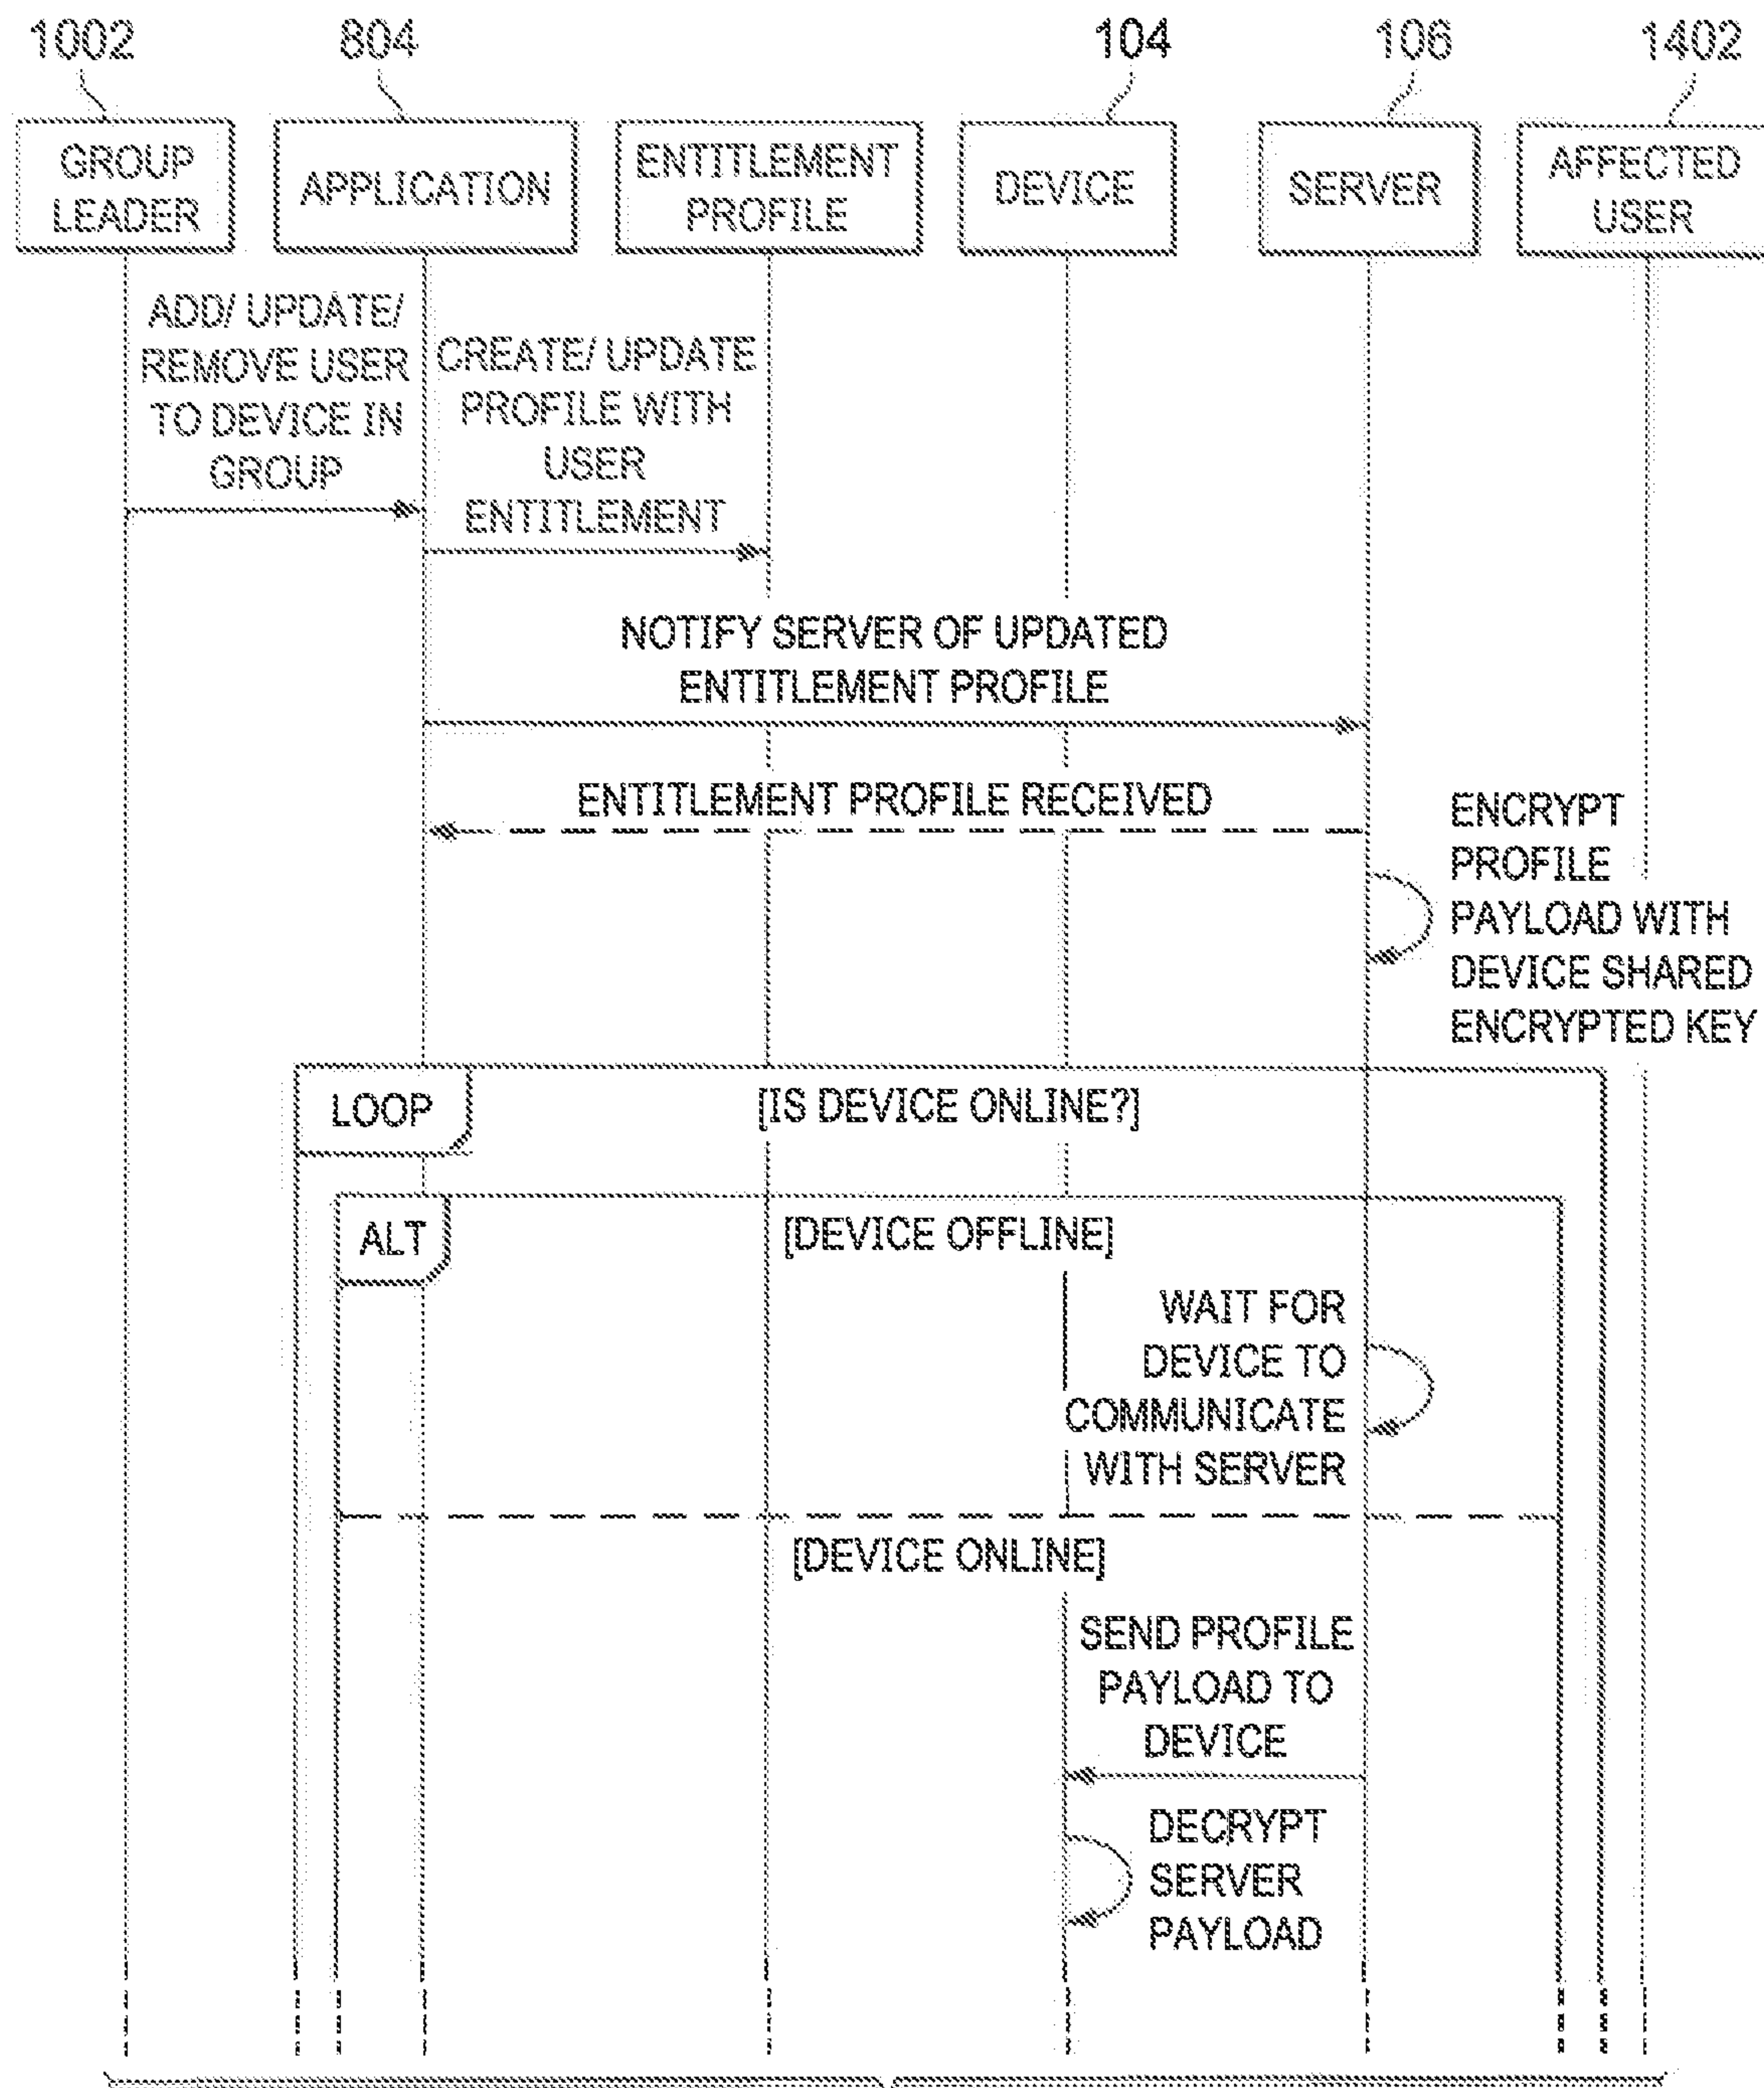 1002
804
104
106
1402
GROUP
LEADER
APPLICATION
ENTITLEMENT
PROFILE
DEVICE
SERVER
AFFECTED
USER
ADD/ UPDATE/
REMOVE USER
TO DEVICE IN
GROUP
CREATE/ UPDATE
PROFILE WITH
USER
ENTITLEMENT
NOTIFY SERVER OF UPDATED
ENTITLEMENT PROFILE
ENTITLEMENT PROFILE RECEIVED
ENCRYPT
PROFILE
PAYLOAD WITH
DEVICE SHARED
ENCRYPTED KEY
LOOP
[IS DEVICE ONLINE?]
ALT
[DEVICE OFFLINE]
WAIT FOR
DEVICE TO
COMMUNICATE
WITH SERVER
[DEVICE ONLINE]
SEND PROFILE
PAYLOAD TO
DEVICE
DECRYPT
SERVER
PAYLOAD